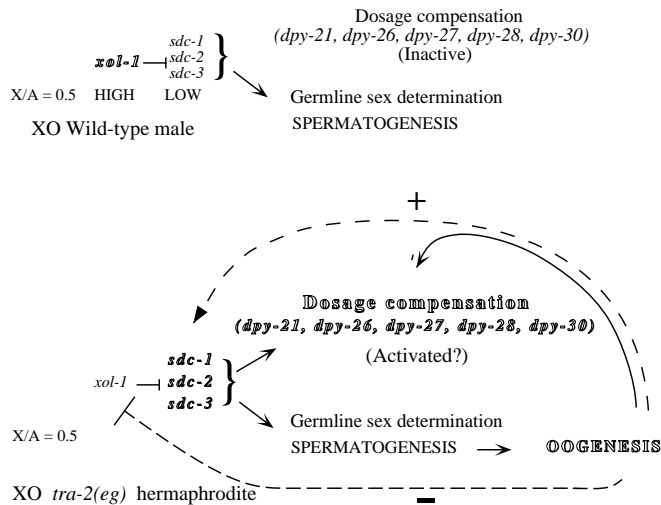 Dosage compensation
(dpy-21, dpy-26, dpy-27, dpy-28, dpy-30)
(Inactive)
sdc-1
xol-1 sdc-2
sdc-3
X/A = 0.5 HIGH LOW
Germline sex determination
SPERMATOGENESIS
XO Wild-type male
+
Dosage compensation
(dpy-21, dpy-26, dpy-27, dpy-28, dpy-30)
(Activated?)
sdc-1
xol-1 sdc-2
sdc-3
Germline sex determination
X/A = 0.5 SPERMATOGENESIS OOGENESIS
XO tra-2(eg) hermaphrodite
-